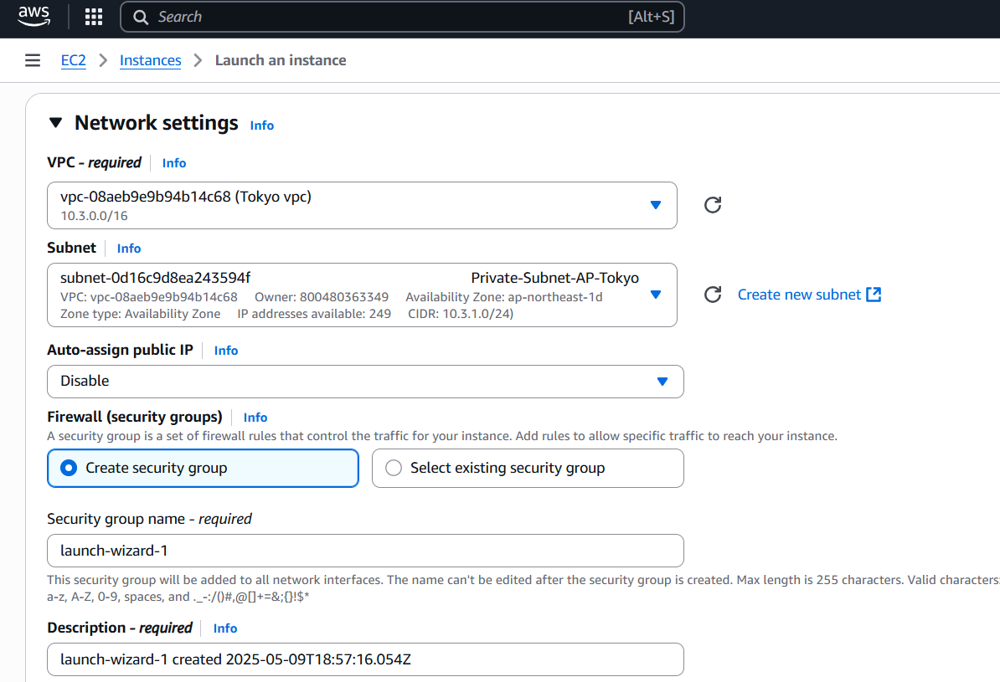 aws
Search [Alt+S]
EC2 Instances Launch an instance
Network settings Info
VPC - required Info
vpc-08aeb9e9b94b14c68 (Tokyo vpc)
10.3.0.0/16
Subnet Info
subnet-0d16c9d8ea243594f Private-Subnet-AP-Tokyo
VPC: vpc-08aeb9e9b94b14c68 Owner: 800480363349 Availability Zone: ap-northeast-1d
Zone type: Availability Zone IP addresses available: 249 CIDR: 10.3.1.0/24)
Create new subnet
Auto-assign public IP Info
Disable
Firewall (security groups) Info
A security group is a set of firewall rules that control the traffic for your instance. Add rules to allow specific traffic to reach your instance.
Create security group Select existing security group
Security group name - required
launch-wizard-1
This security group will be added to all network interfaces. The name can't be edited after the security group is created. Max length is 255 characters. Valid characters:
a-z, A-Z, 0-9, spaces, and ._-:/()#,@[]+=&;{}!$*
Description - required Info
launch-wizard-1 created 2025-05-09T18:57:16.054Z